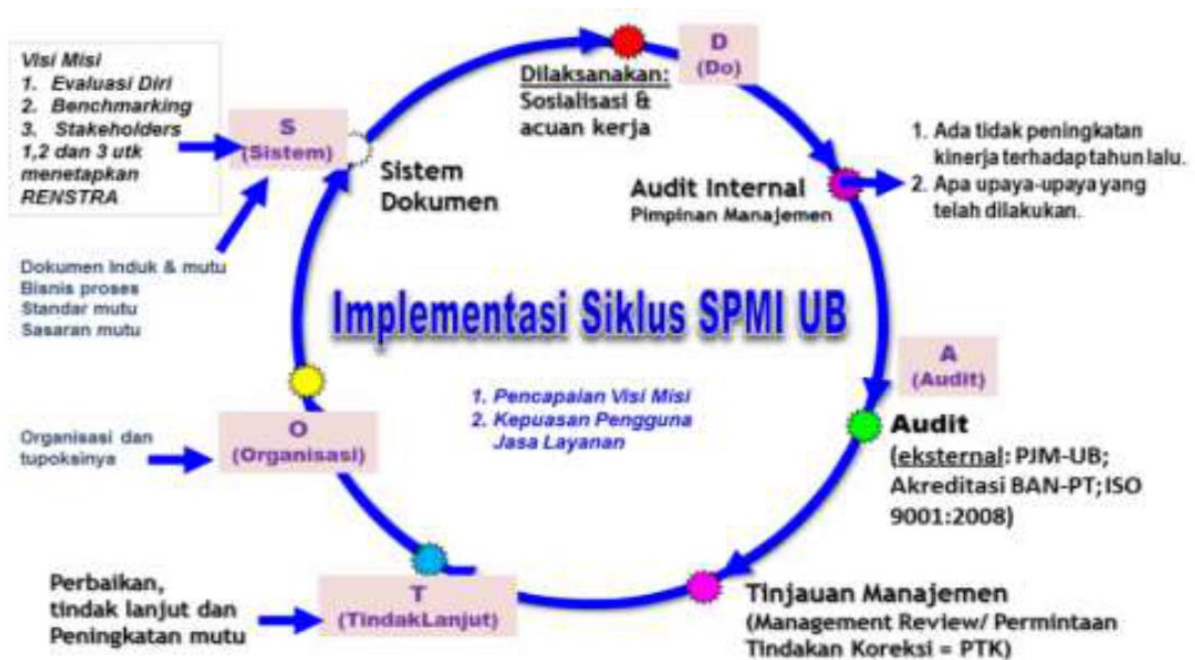 Visi Misi
1. Evaluasi Diri
2. Benchmarking
3. Stakeholders
1,2 dan 3 utk
menetapkan
RENSTRA
S
(Sistem)
Sistem
Dokumen
Dilaksanakan:
Sosialisasi &
acuan kerja
D
(Do)
Audit Internal
Pimpinan Manajemen
1. Ada tidak peningkatan
kinerja terhadap tahun lalu.
2. Apa upaya-upaya yang
telah dilakukan.
Dokumen Induk & mutu
Bisnis proses
Standar mutu
Sasaran mutu
Implementasi Siklus SPMI UB
1. Pencapaian Visi Misi
2. Kepuasan Pengguna
Jasa Layanan
A
(Audit)
Audit
(eksternal: PJM-UB;
Akreditasi BAN-PT; ISO
9001:2008)
Organisasi dan
tupoksinya
O
(Organisasi)
Perbaikan,
tindak lanjut dan
Peningkatan mutu
T
(TindakLanjut)
Tinjauan Manajemen
(Management Review/ Permintaan
Tindakan Koreksi = PTK)